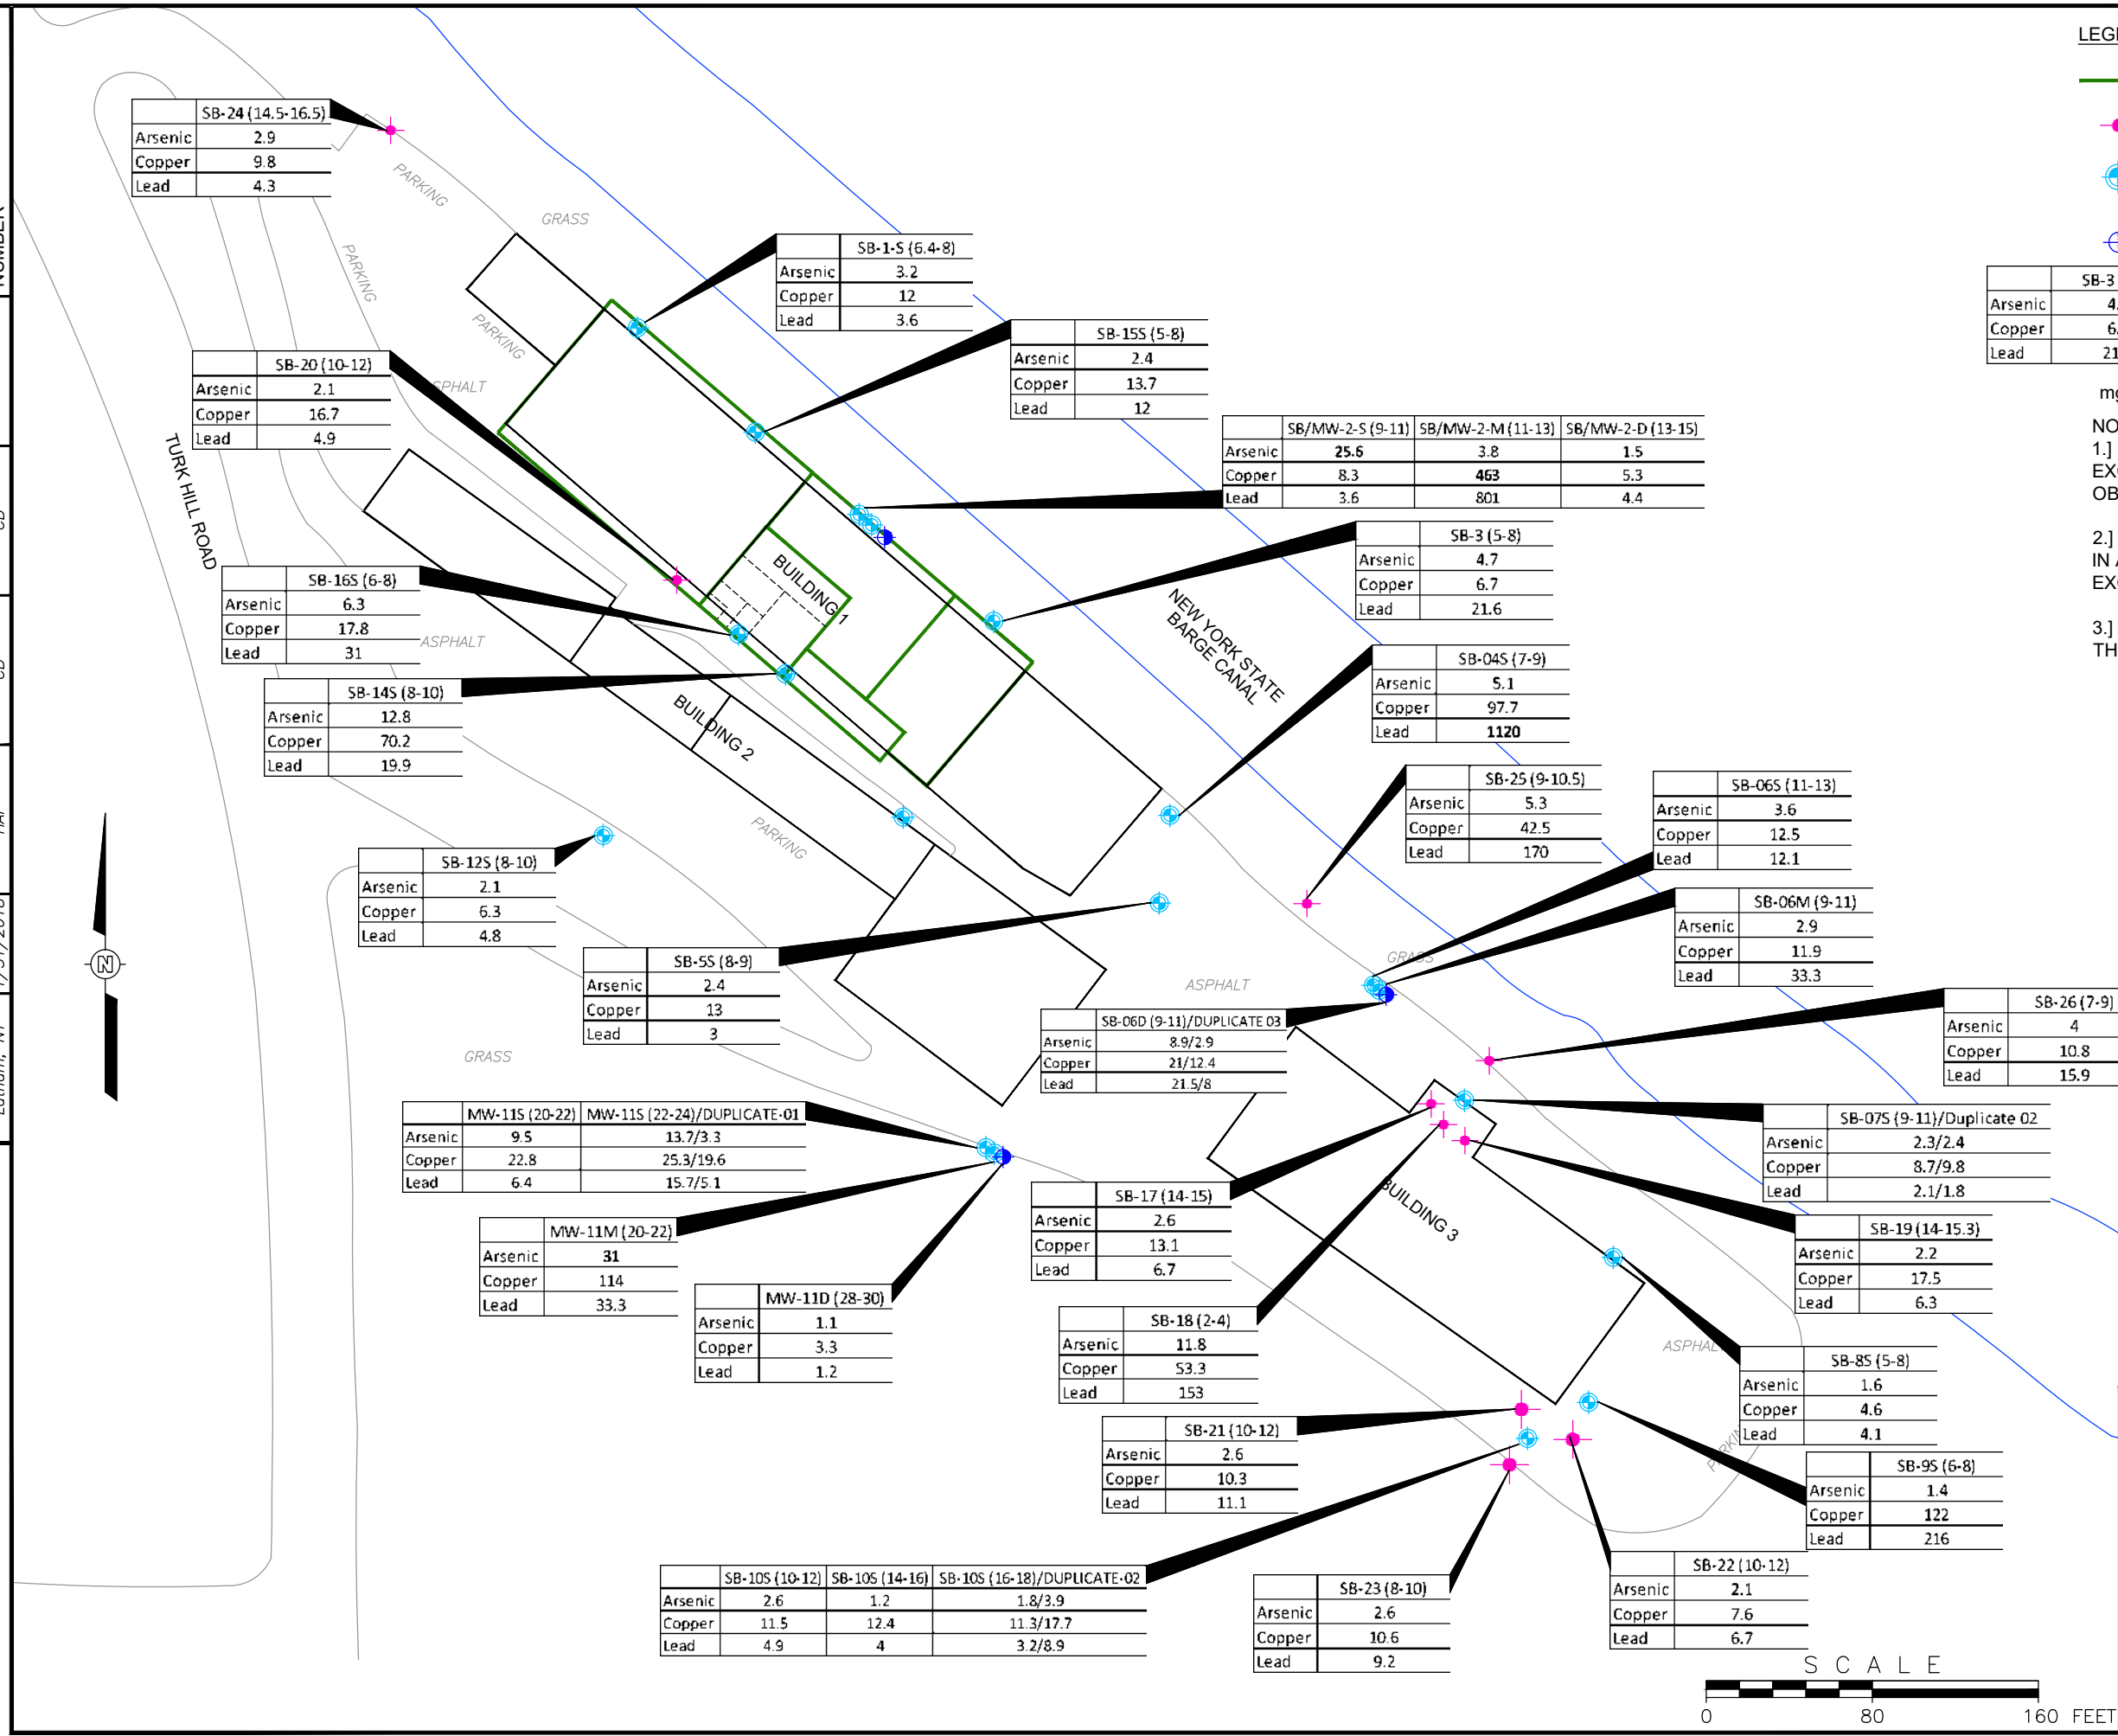 LEGE
SB-24 (14.5-16.5)
Arsenic 2.9
Copper 9.8
Lead 4.3
PARKING
GRASS
PARKING
PARKING
ASPHALT
SB-1-S (6.4-8)
Arsenic 3.2
Copper 12
Lead 3.6
SB-15S (5-8)
Arsenic 2.4
Copper 13.7
Lead 12
SB-3
Arsenic 4.
Copper 6.
Lead 21
mg
NO
1.]
EXC
OB
2.]
IN A
EXC
3.]
TH
SB-20 (10-12)
Arsenic 2.1
Copper 16.7
Lead 4.9
TURK HILL ROAD
SB/MW-2-S (9-11) SB/MW-2-M (11-13) SB/MW-2-D (13-15)
Arsenic 25.6 3.8 1.5
Copper 8.3 463 5.3
Lead 3.6 801 4.4
SB-3 (5-8)
Arsenic 4.7
Copper 6.7
Lead 21.6
BUILDING 1
NEW YORK STATE
BARGE CANAL
SB-16S (6-8)
Arsenic 6.3
Copper 17.8
Lead 31
ASPHALT
SB-04S (7-9)
Arsenic 5.1
Copper 97.7
Lead 1120
SB-14S (8-10)
Arsenic 12.8
Copper 70.2
Lead 19.9
BUILDING 2
SB-25 (9-10.5)
Arsenic 5.3
Copper 42.5
Lead 170
SB-06S (11-13)
Arsenic 3.6
Copper 12.5
Lead 12.1
PARKING
SB-12S (8-10)
Arsenic 2.1
Copper 6.3
Lead 4.8
SB-06M (9-11)
Arsenic 2.9
Copper 11.9
Lead 33.3
N
SB-5S (8-9)
Arsenic 2.4
Copper 13
Lead 3
GRASS
ASPHALT
GRASS
SB-06D (9-11)/DUPLICATE 03
Arsenic 8.9/2.9
Copper 21/12.4
Lead 21.5/8
SB-26 (7-9)
Arsenic 4
Copper 10.8
Lead 15.9
MW-11S (20-22) MW-11S (22-24)/DUPLICATE-01
Arsenic 9.5 13.7/3.3
Copper 22.8 25.3/19.6
Lead 6.4 15.7/5.1
SB-07S (9-11)/Duplicate 02
Arsenic 2.3/2.4
Copper 8.7/9.8
Lead 2.1/1.8
SB-17 (14-15)
Arsenic 2.6
Copper 13.1
Lead 6.7
BUILDING 3
MW-11M (20-22)
Arsenic 31
Copper 114
Lead 33.3
SB-19 (14-15.3)
Arsenic 2.2
Copper 17.5
Lead 6.3
MW-11D (28-30)
Arsenic 1.1
Copper 3.3
Lead 1.2
SB-18 (2-4)
Arsenic 11.8
Copper 53.3
Lead 153
ASPHALT
SB-8S (5-8)
Arsenic 1.6
Copper 4.6
Lead 4.1
SB-21 (10-12)
Arsenic 2.6
Copper 10.3
Lead 11.1
PARKIN
SB-9S (6-8)
Arsenic 1.4
Copper 122
Lead 216
SB-10S (10-12) SB-10S (14-16) SB-10S (16-18)/DUPLICATE-02
Arsenic 2.6 1.2 1.8/3.9
Copper 11.5 12.4 11.3/17.7
Lead 4.9 4 3.2/8.9
SB-23 (8-10)
Arsenic 2.6
Copper 10.6
Lead 9.2
SB-22 (10-12)
Arsenic 2.1
Copper 7.6
Lead 6.7
SCALE
0 80 160 FEET